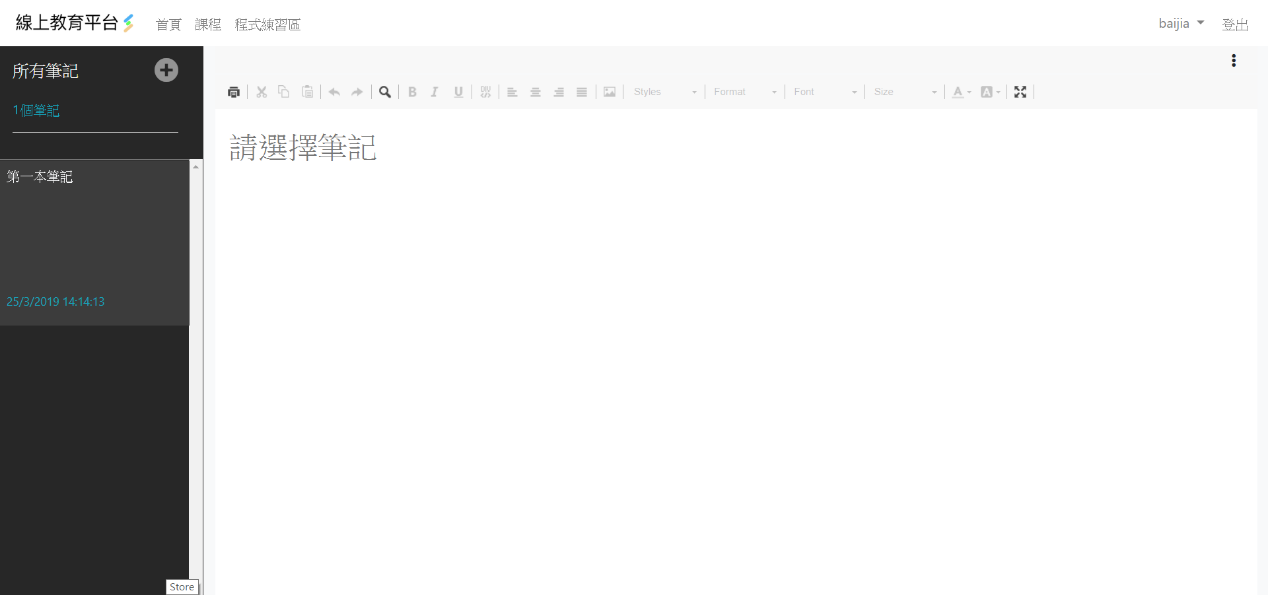 線上教育平台 首頁 課程 程式練習區 baijia 登出
所有筆記
1個筆記
第一本筆記
25/3/2019 14:14:13
Store
B I U Styles Format Font Size A A
請選擇筆記